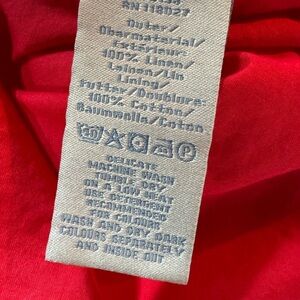 RN 118027
Outer/
Obermaterial/
Extérieur:
100% Linen/
Leinen/Lin
Lining/
Futter/Doublure:
100% Cotton/
Baumwolle/Coton
40 P
DELICATE
MACHINE WASH
TUMBLE DRY
ON A LOW HEAT
USE DETERGENT
RECOMMENDED
FOR COLOURS
WASH AND DRY DARK
COLOURS SEPARATELY
AND INSIDE OUT